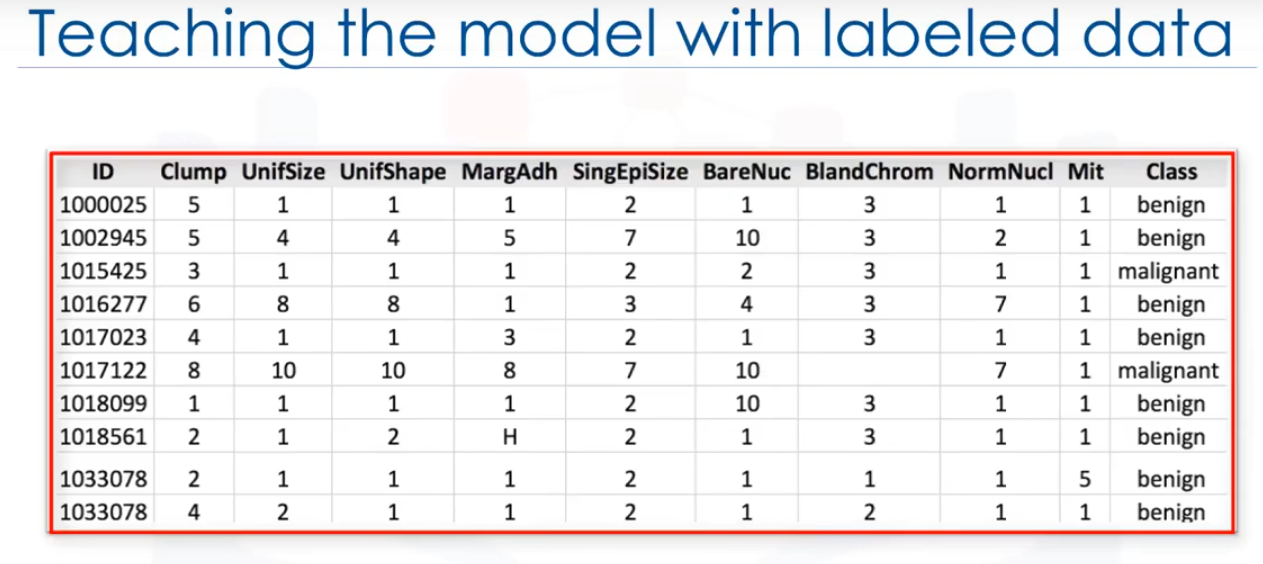 Teaching the model with labeled data
ID Clump UnifSize UnifShape MargAdh SingEpiSize BareNuc BlandChrom NormNucl Mit Class
1000025 5 1 1 1 2 1 3 1 1 benign
1002945 5 4 4 5 7 10 3 2 1 benign
1015425 3 1 1 1 2 2 3 1 1 malignant
1016277 6 8 8 1 3 4 3 7 1 benign
1017023 4 1 1 3 2 1 3 1 1 benign
1017122 8 10 10 8 7 10 7 1 malignant
1018099 1 1 1 1 2 10 3 1 1 benign
1018561 2 1 2 H 2 1 3 1 1 benign
1033078 2 1 1 1 2 1 1 1 5 benign
1033078 4 2 1 1 2 1 2 1 1 benign